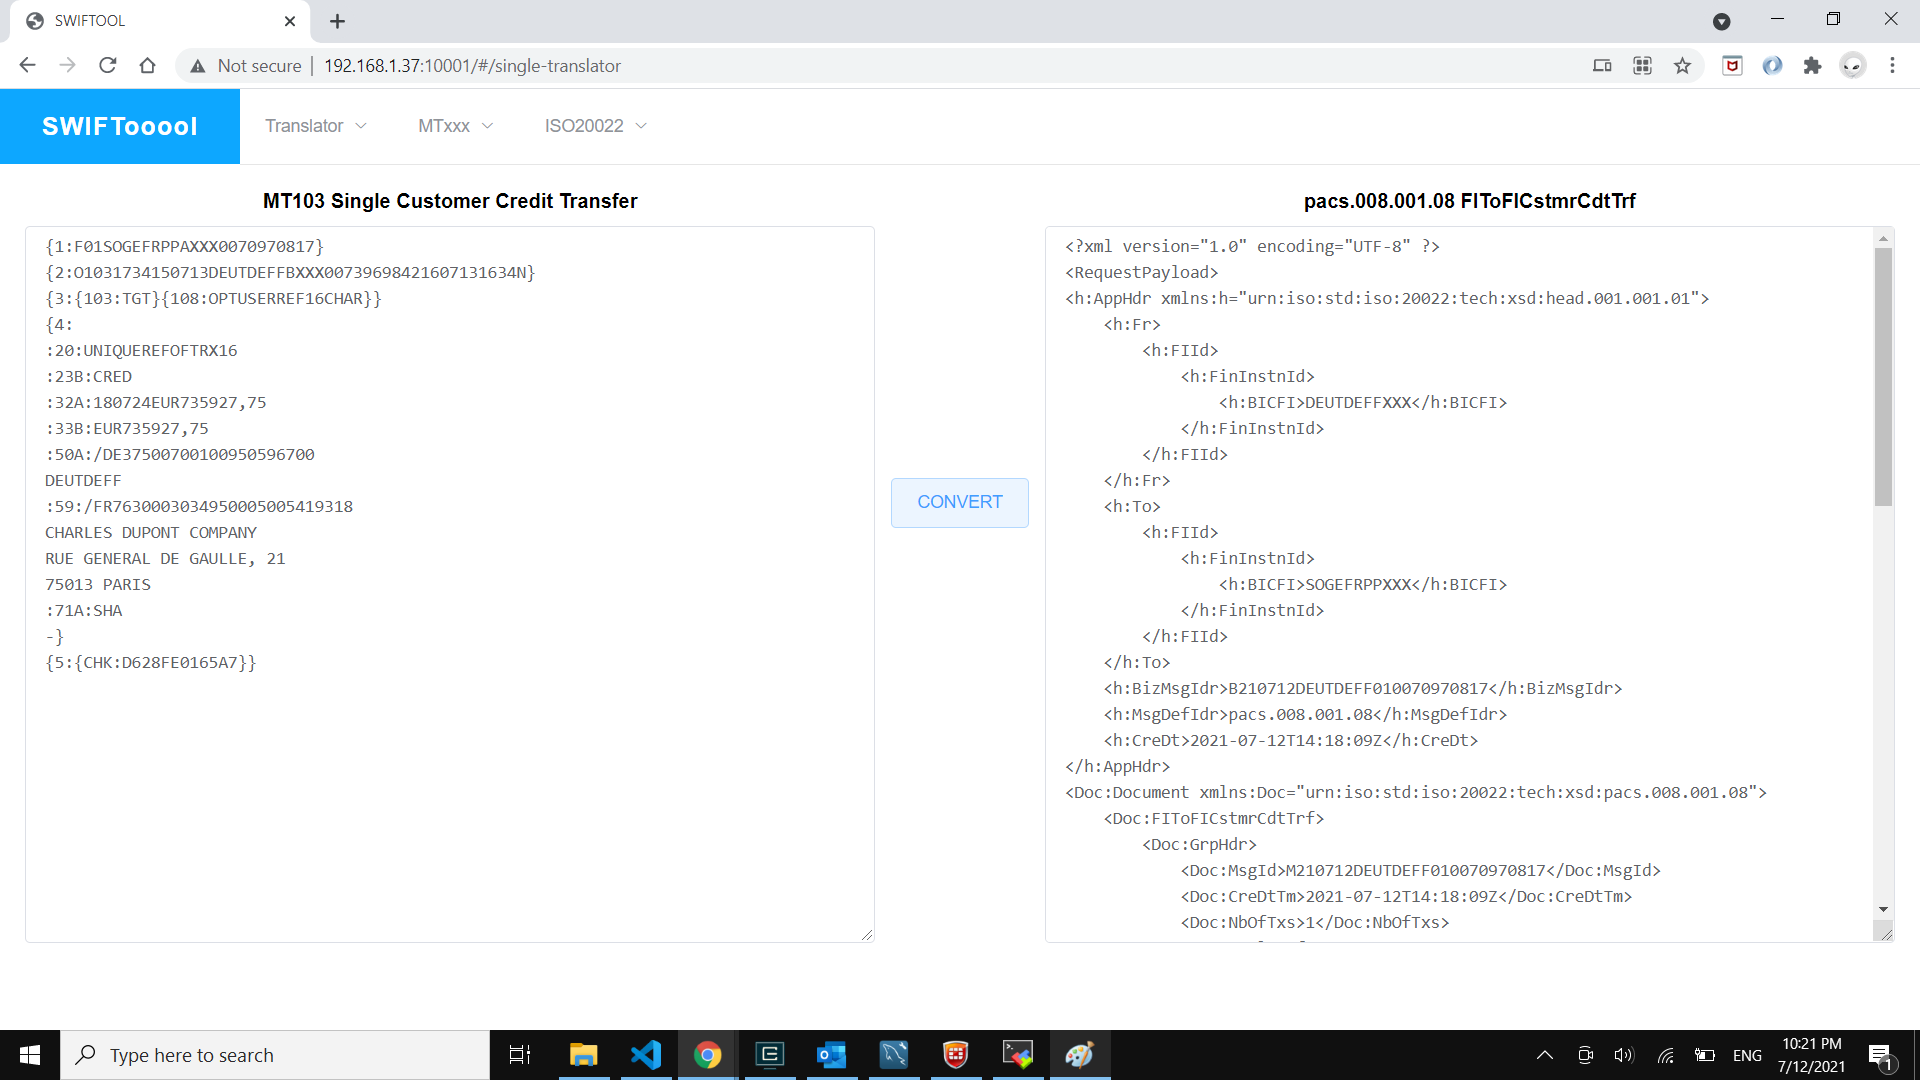 SWIFTOOL
Not secure | 192.168.1.37:10001/#/single-translator
SWIFTooool
Translator
MTxxx
ISO20022
MT103 Single Customer Credit Transfer
{1:F01SOGEFRPPAXXX0070970817}
{2:O1031734150713DEUTDEFFBXXX00739698421607131634N}
{3:{103:TGT}{108:OPTUSERREF16CHAR}}
{4:
:20:UNIQUEREFOFTRX16
:23B:CRED
:32A:180724EUR735927,75
:33B:EUR735927,75
:50A:/DE37500700100950596700
DEUTDEFF
:59:/FR7630003034950005005419318
CHARLES DUPONT COMPANY
RUE GENERAL DE GAULLE, 21
75013 PARIS
:71A:SHA
-}
{5:{CHK:D628FE0165A7}}
CONVERT
pacs.008.001.08 FIToFICstmrCdtTrf
<?xml version="1.0" encoding="UTF-8" ?>
<RequestPayload>
<h:AppHdr xmlns:h="urn:iso:std:iso:20022:tech:xsd:head.001.001.01">
<h:Fr>
<h:FIId>
<h:FinInstnId>
<h:BICFI>DEUTDEFFXXX</h:BICFI>
</h:FinInstnId>
</h:FIId>
</h:Fr>
<h:To>
<h:FIId>
<h:FinInstnId>
<h:BICFI>SOGEFRPPXXX</h:BICFI>
</h:FinInstnId>
</h:FIId>
</h:To>
<h:BizMsgIdr>B210712DEUTDEFF010070970817</h:BizMsgIdr>
<h:MsgDefIdr>pacs.008.001.08</h:MsgDefIdr>
<h:CreDt>2021-07-12T14:18:09Z</h:CreDt>
</h:AppHdr>
<Doc:Document xmlns:Doc="urn:iso:std:iso:20022:tech:xsd:pacs.008.001.08">
<Doc:FIToFICstmrCdtTrf>
<Doc:GrpHdr>
<Doc:MsgId>M210712DEUTDEFF010070970817</Doc:MsgId>
<Doc:CreDtTm>2021-07-12T14:18:09Z</Doc:CreDtTm>
<Doc:NbOfTxs>1</Doc:NbOfTxs>
Type here to search
ENG
10:21 PM
7/12/2021
1